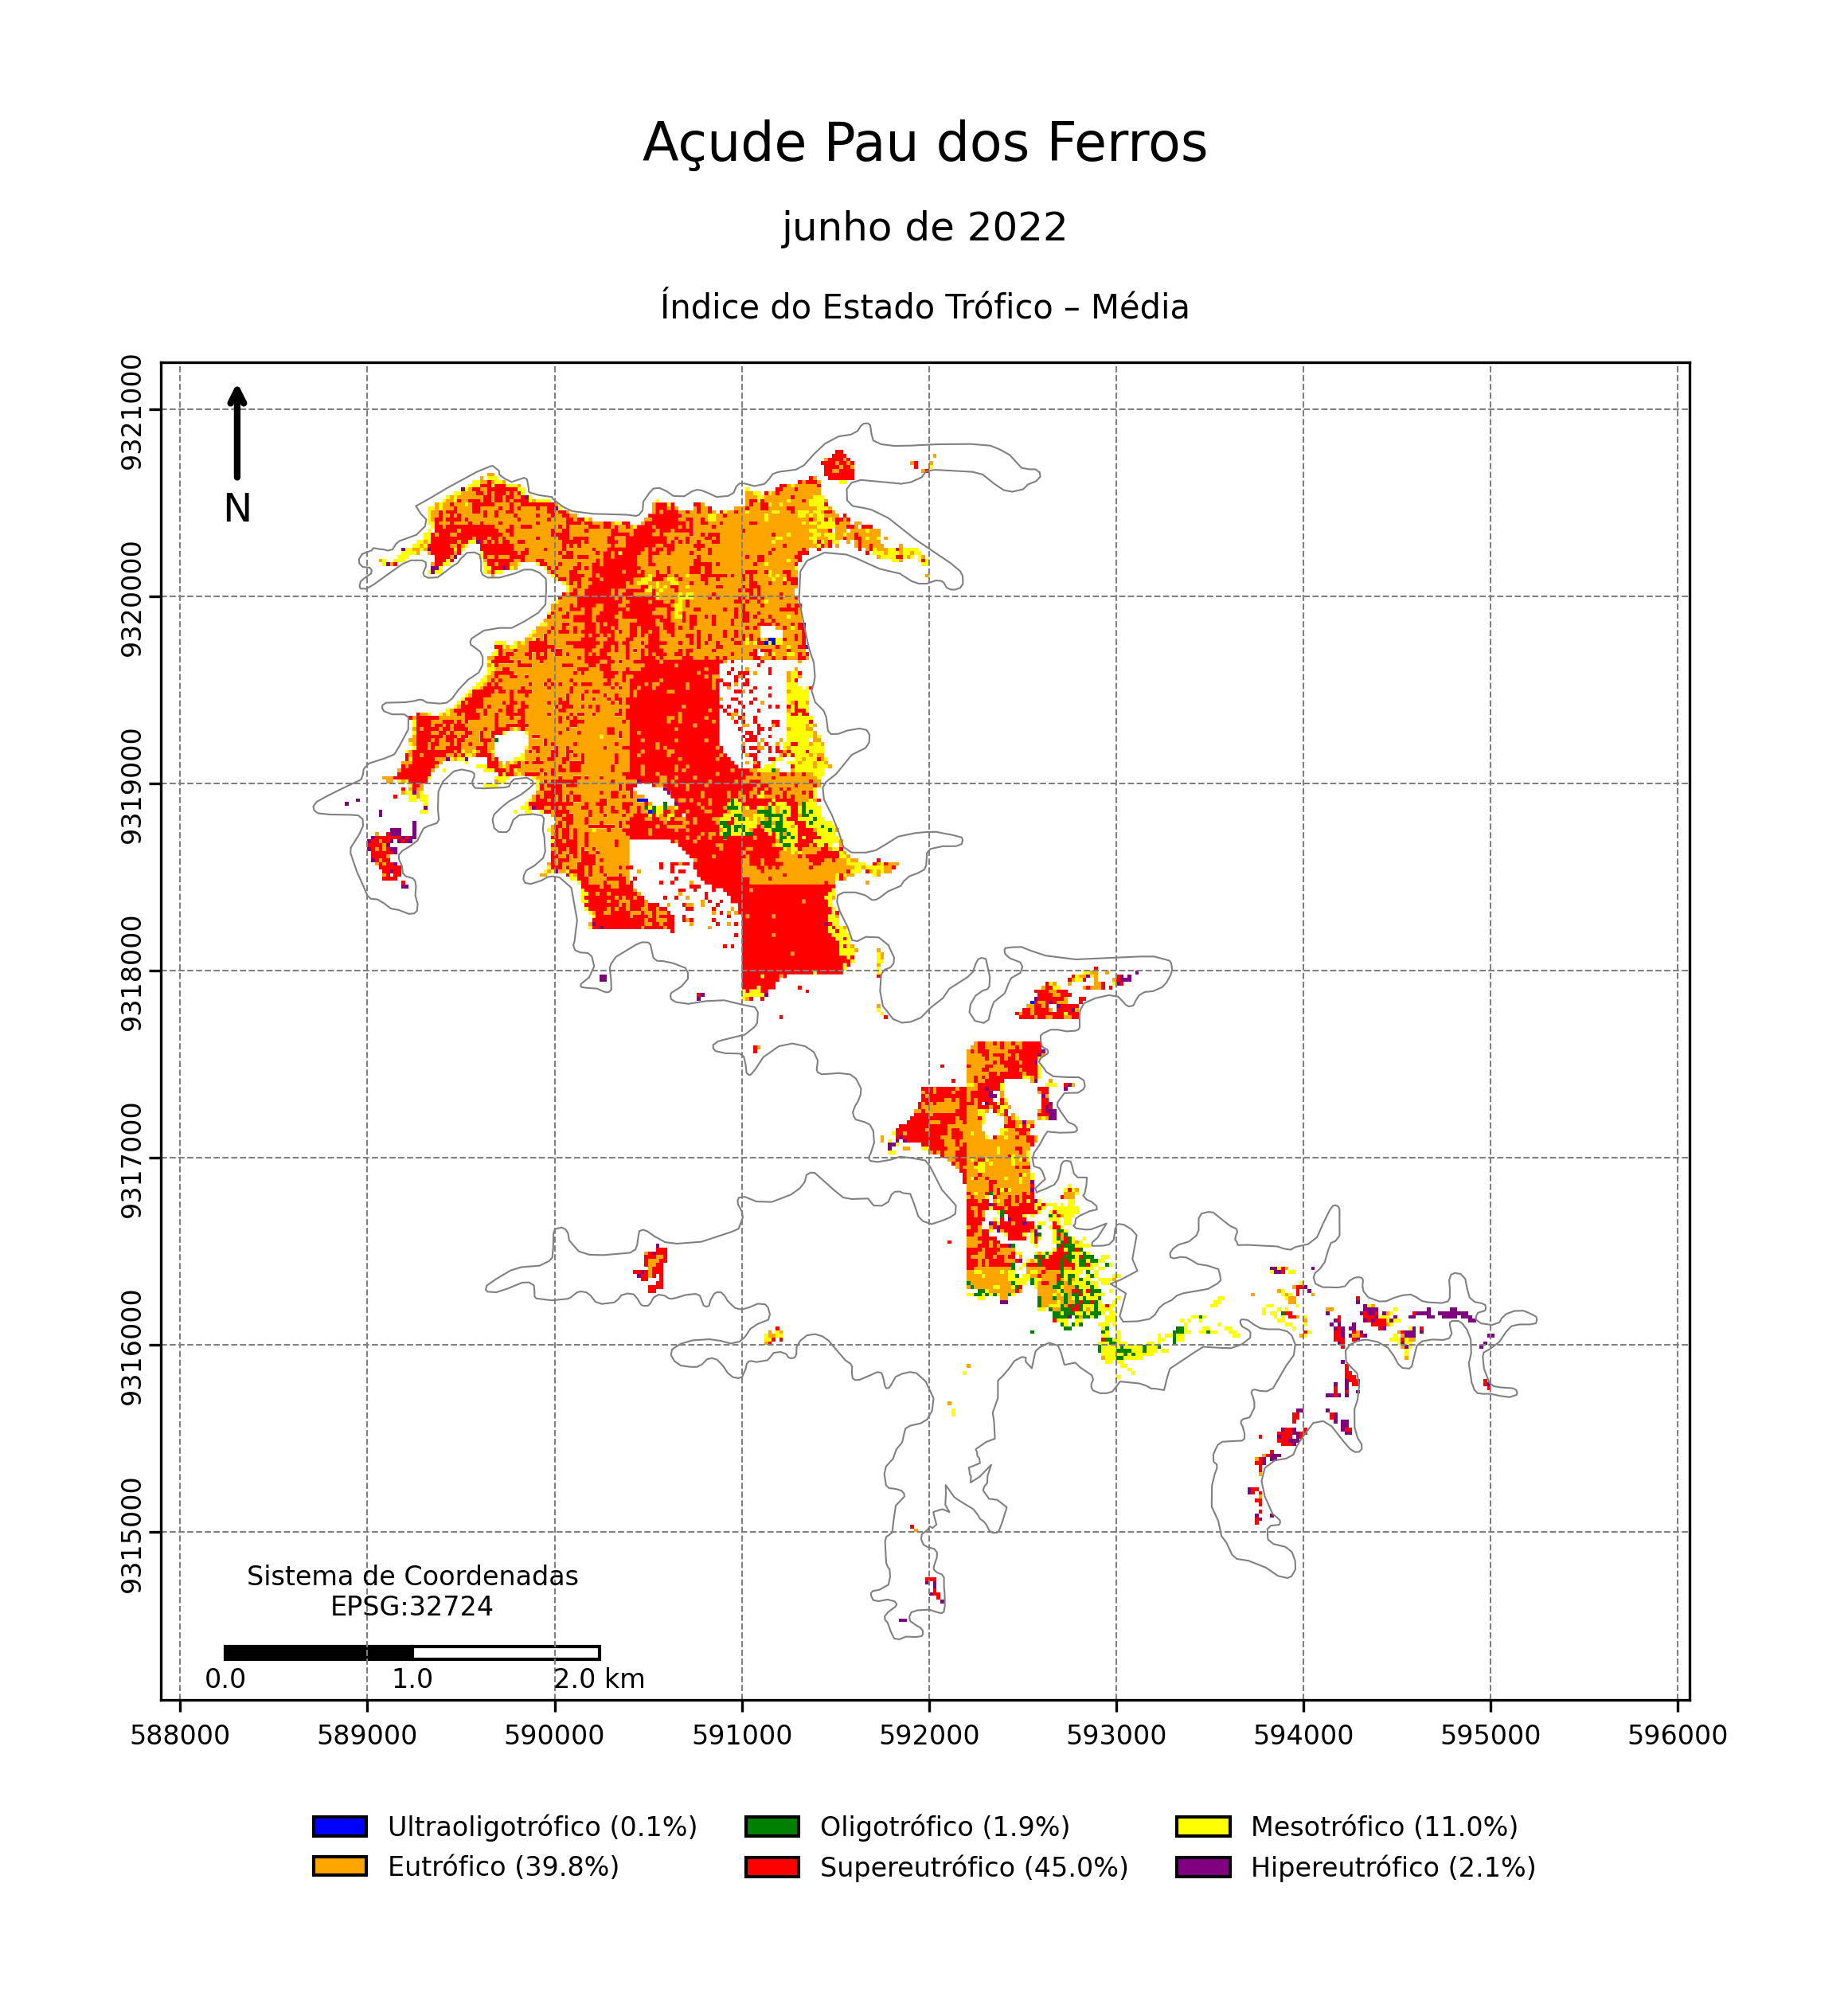 Açude Pau dos Ferros
junho de 2022
Índice do Estado Trófico – Média
9321000
9320000
9319000
9318000
9317000
9316000
9315000
N
Sistema de Coordenadas
EPSG:32724
0.0 1.0 2.0 km
588000 589000 590000 591000 592000 593000 594000 595000 596000
Ultraoligotrófico (0.1%) Oligotrófico (1.9%) Mesotrófico (11.0%)
Eutrófico (39.8%) Supereutrófico (45.0%) Hipereutrófico (2.1%)